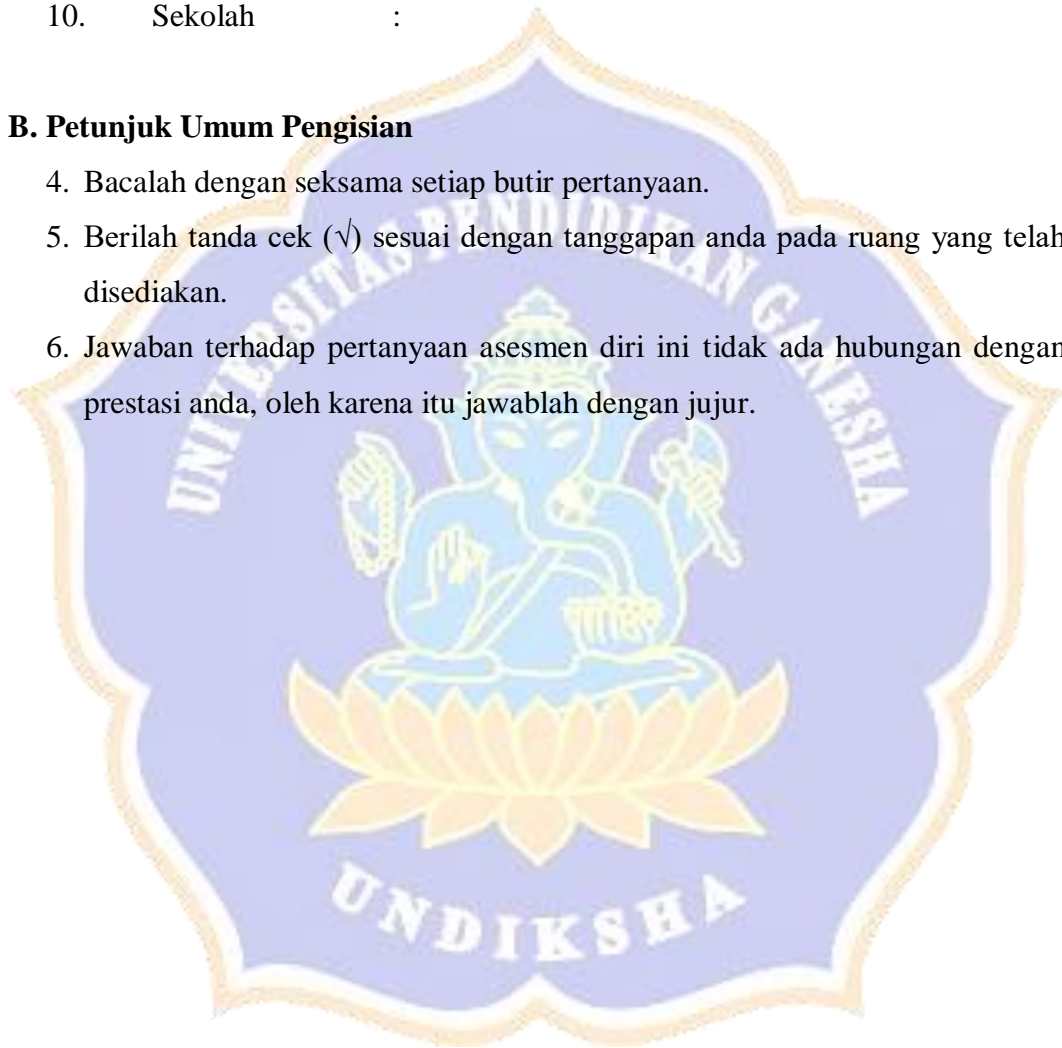 10. Sekolah :
B. Petunjuk Umum Pengisian
4. Bacalah dengan seksama setiap butir pertanyaan.
5. Berilah tanda cek (√) sesuai dengan tanggapan anda pada ruang yang telah
disediakan.
6. Jawaban terhadap pertanyaan asesmen diri ini tidak ada hubungan dengan
prestasi anda, oleh karena itu jawablah dengan jujur.
UNIVERSITAS PENDIDIKAN GANESHA
UNDIKSHA